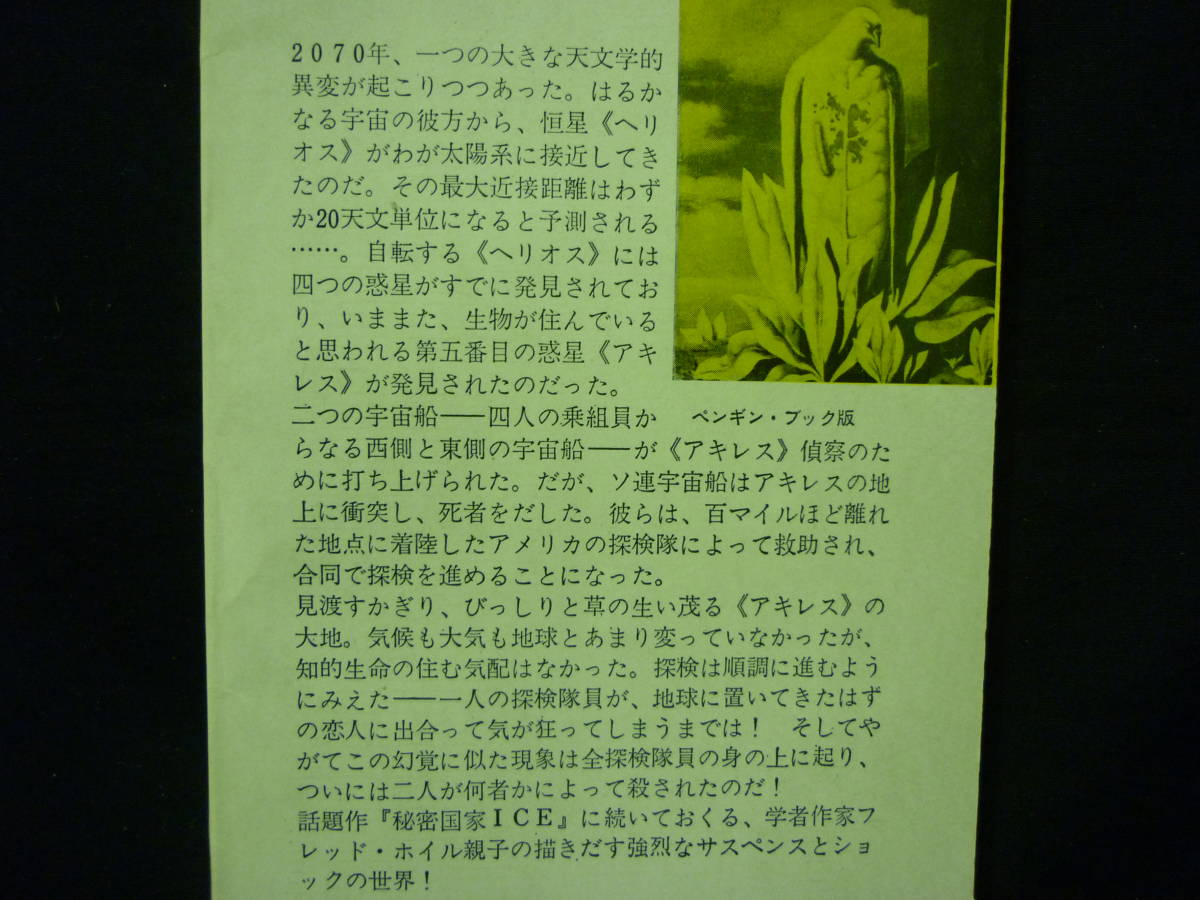 2070年、一つの大きな天文学的
異変が起こりつつあった。はるか
なる宇宙の彼方から、恒星《ヘリ
オス》がわが太陽系に接近してき
たのだ。その最大近接距離はわず
か20天文単位になると予測される
……。自転する《ヘリオス》には
四つの惑星がすでに発見されてお
り、いままた、生物が住んでいる
と思われる第五番目の惑星《アキ
レス》が発見されたのだった。
二つの宇宙船──四人の乗組員か
ペンギン・ブック版
らなる西側と東側の宇宙船──が《アキレス》偵察のた
めに打ち上げられた。だが、ソ連宇宙船はアキレスの地
上に衝突し、死者をだした。彼らは、百マイルほど離れ
た地点に着陸したアメリカの探検隊によって救助され、
合同で探検を進めることになった。
見渡すかぎり、びっしりと草の生い茂る《アキレス》の
大地。気候も大気も地球とあまり変っていなかったが、
知的生命の住む気配はなかった。探検は順調に進むよう
にみえた──一人の探検隊員が、地球に置いてきたはず
の恋人に出合って気が狂ってしまうまでは！　そしてや
がてこの幻覚に似た現象は全探検隊員の身の上に起り、
ついには二人が何者かによって殺されたのだ！
話題作『秘密国家ICE』に続いておくる、学者作家フ
レッド・ホイル親子の描きだす強烈なサスペンスとショ
ックの世界！